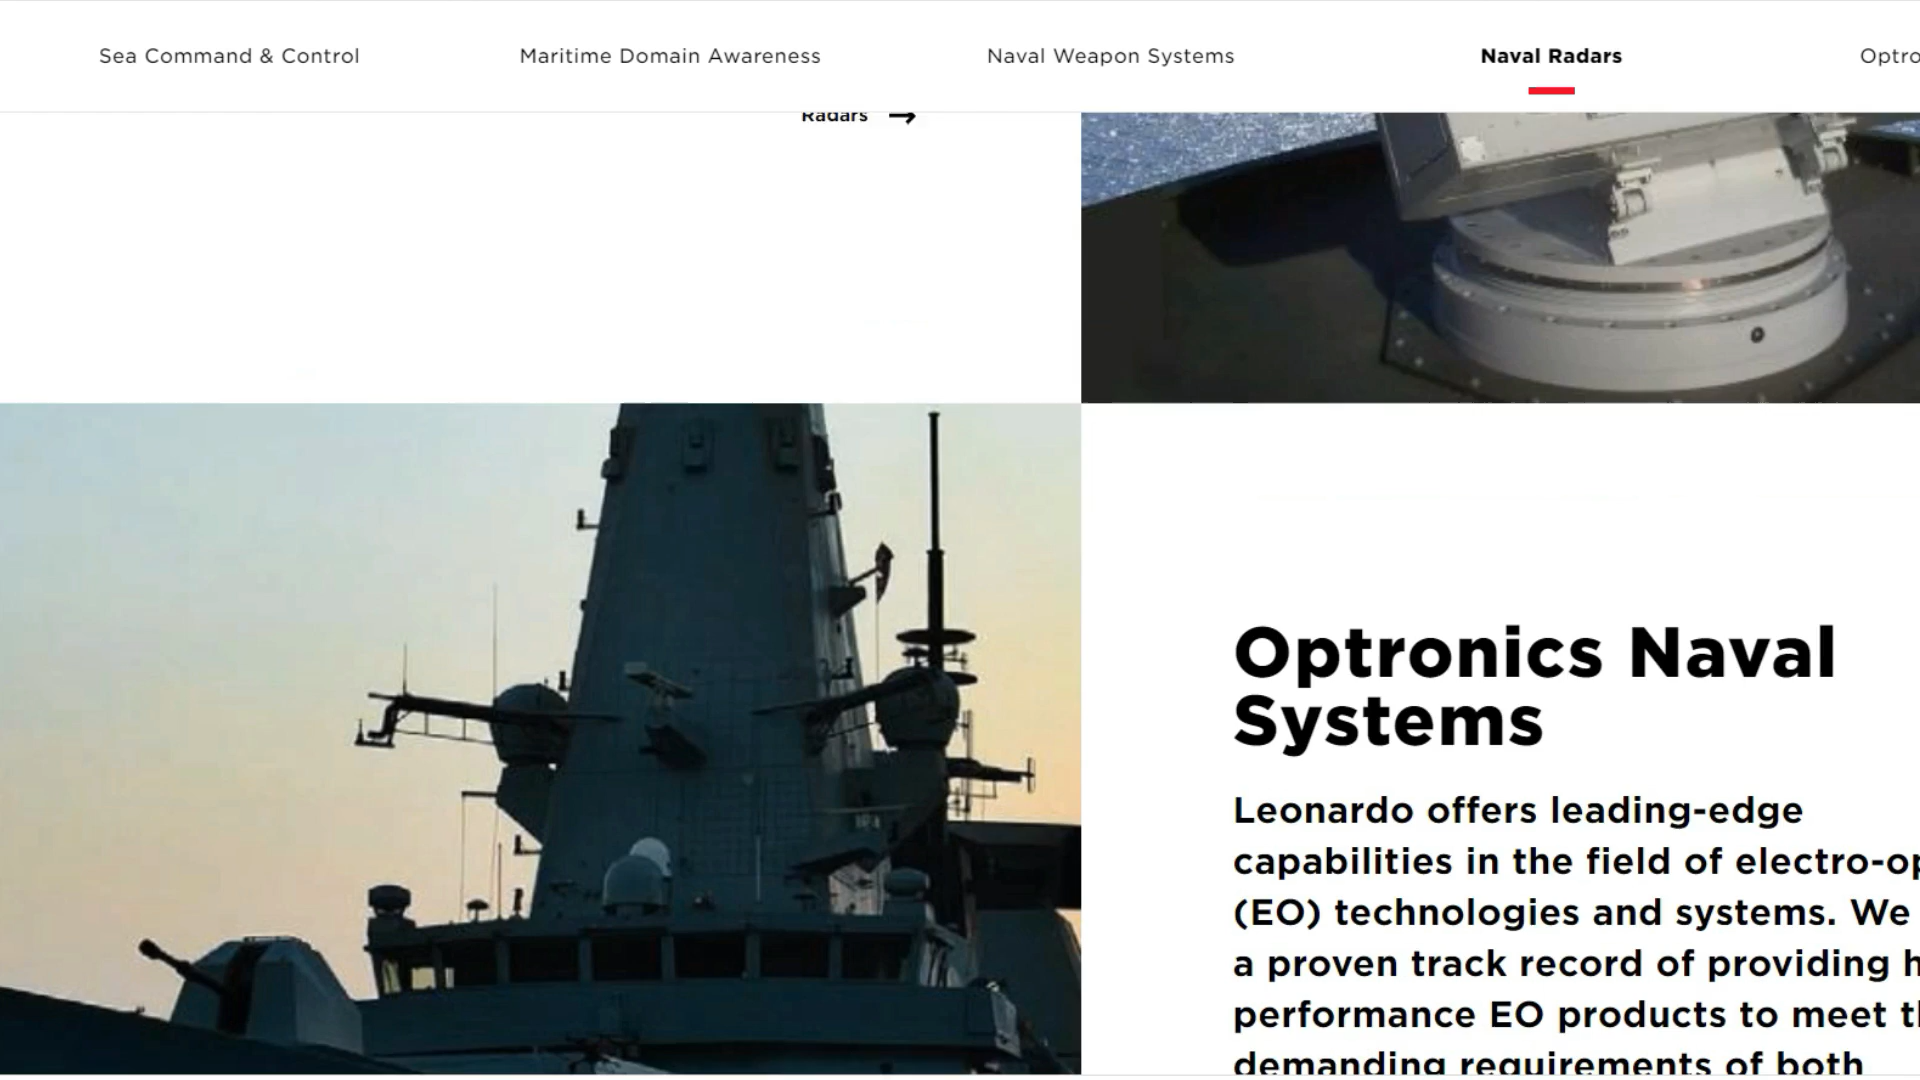 Sea Command & Control
Maritime Domain Awareness
Naval Weapon Systems
Naval Radars
Optro
Radars
Optronics Naval
Systems
Leonardo offers leading-edge
capabilities in the field of electro-op
(EO) technologies and systems. We
a proven track record of providing h
performance EO products to meet th
demanding requirements of both